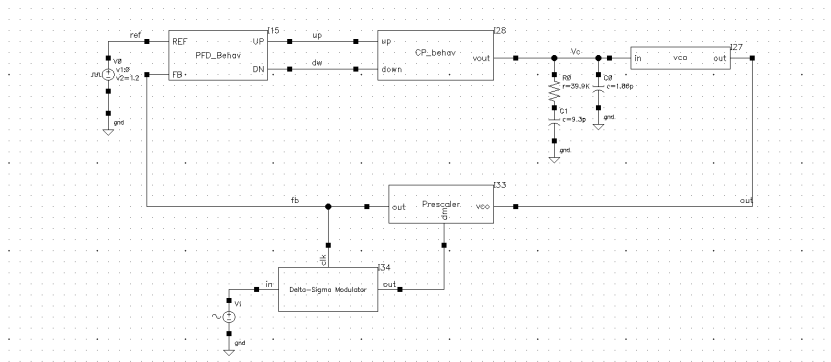 ref
I15
REF
UP
PFD_Behav
FB
DN
up
dw
I28
up
CP_behav
vout
down
Vc
I27
in
vco
out
V0
v1:0
v2=1.2
gnd
R0
r=39.9K
C0
c=1.06p
C1
c=9.3p
gnd
gnd
I33
fb
out
Prescaler
vco
dm
out
I34
clk
in
Delta-Sigma Modulator
out
Vi
gnd